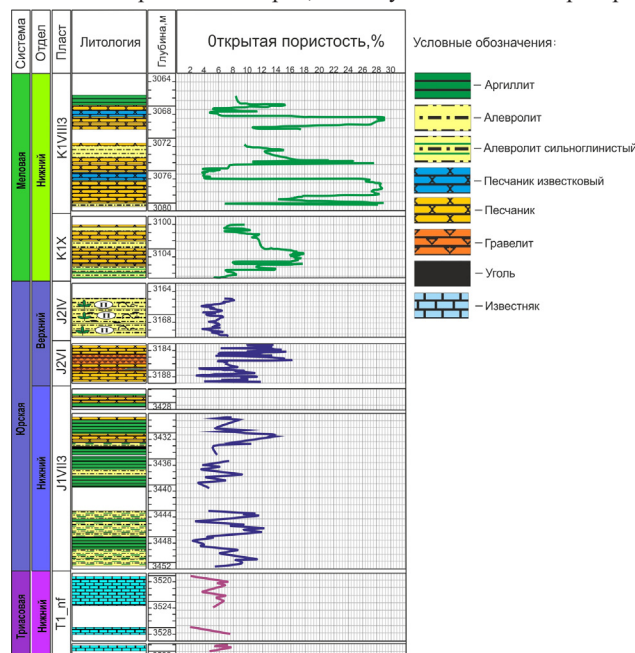 Система
Отдел
Пласт
Литология
Глубина,м
Открытая пористость,%
2 4 6 8 10 12 14 16 18 20 22 24 26 28 30
Меловая
Нижний
K1VIII3
3064
3068
3072
3076
3080
K1X
3100
3104
Юрская
Верхний
J2IV
3164
3168
J2VI
3184
3188
Нижний
J1VII3
3428
3432
3436
3440
3444
3448
3452
Триасовая
Нижний
T1_nf
3520
3524
3528
Условные обозначения:
– Аргиллит
– Алевролит
– Алевролит сильноглинистый
– Песчаник известковый
– Песчаник
– Гравелит
– Уголь
– Известняк